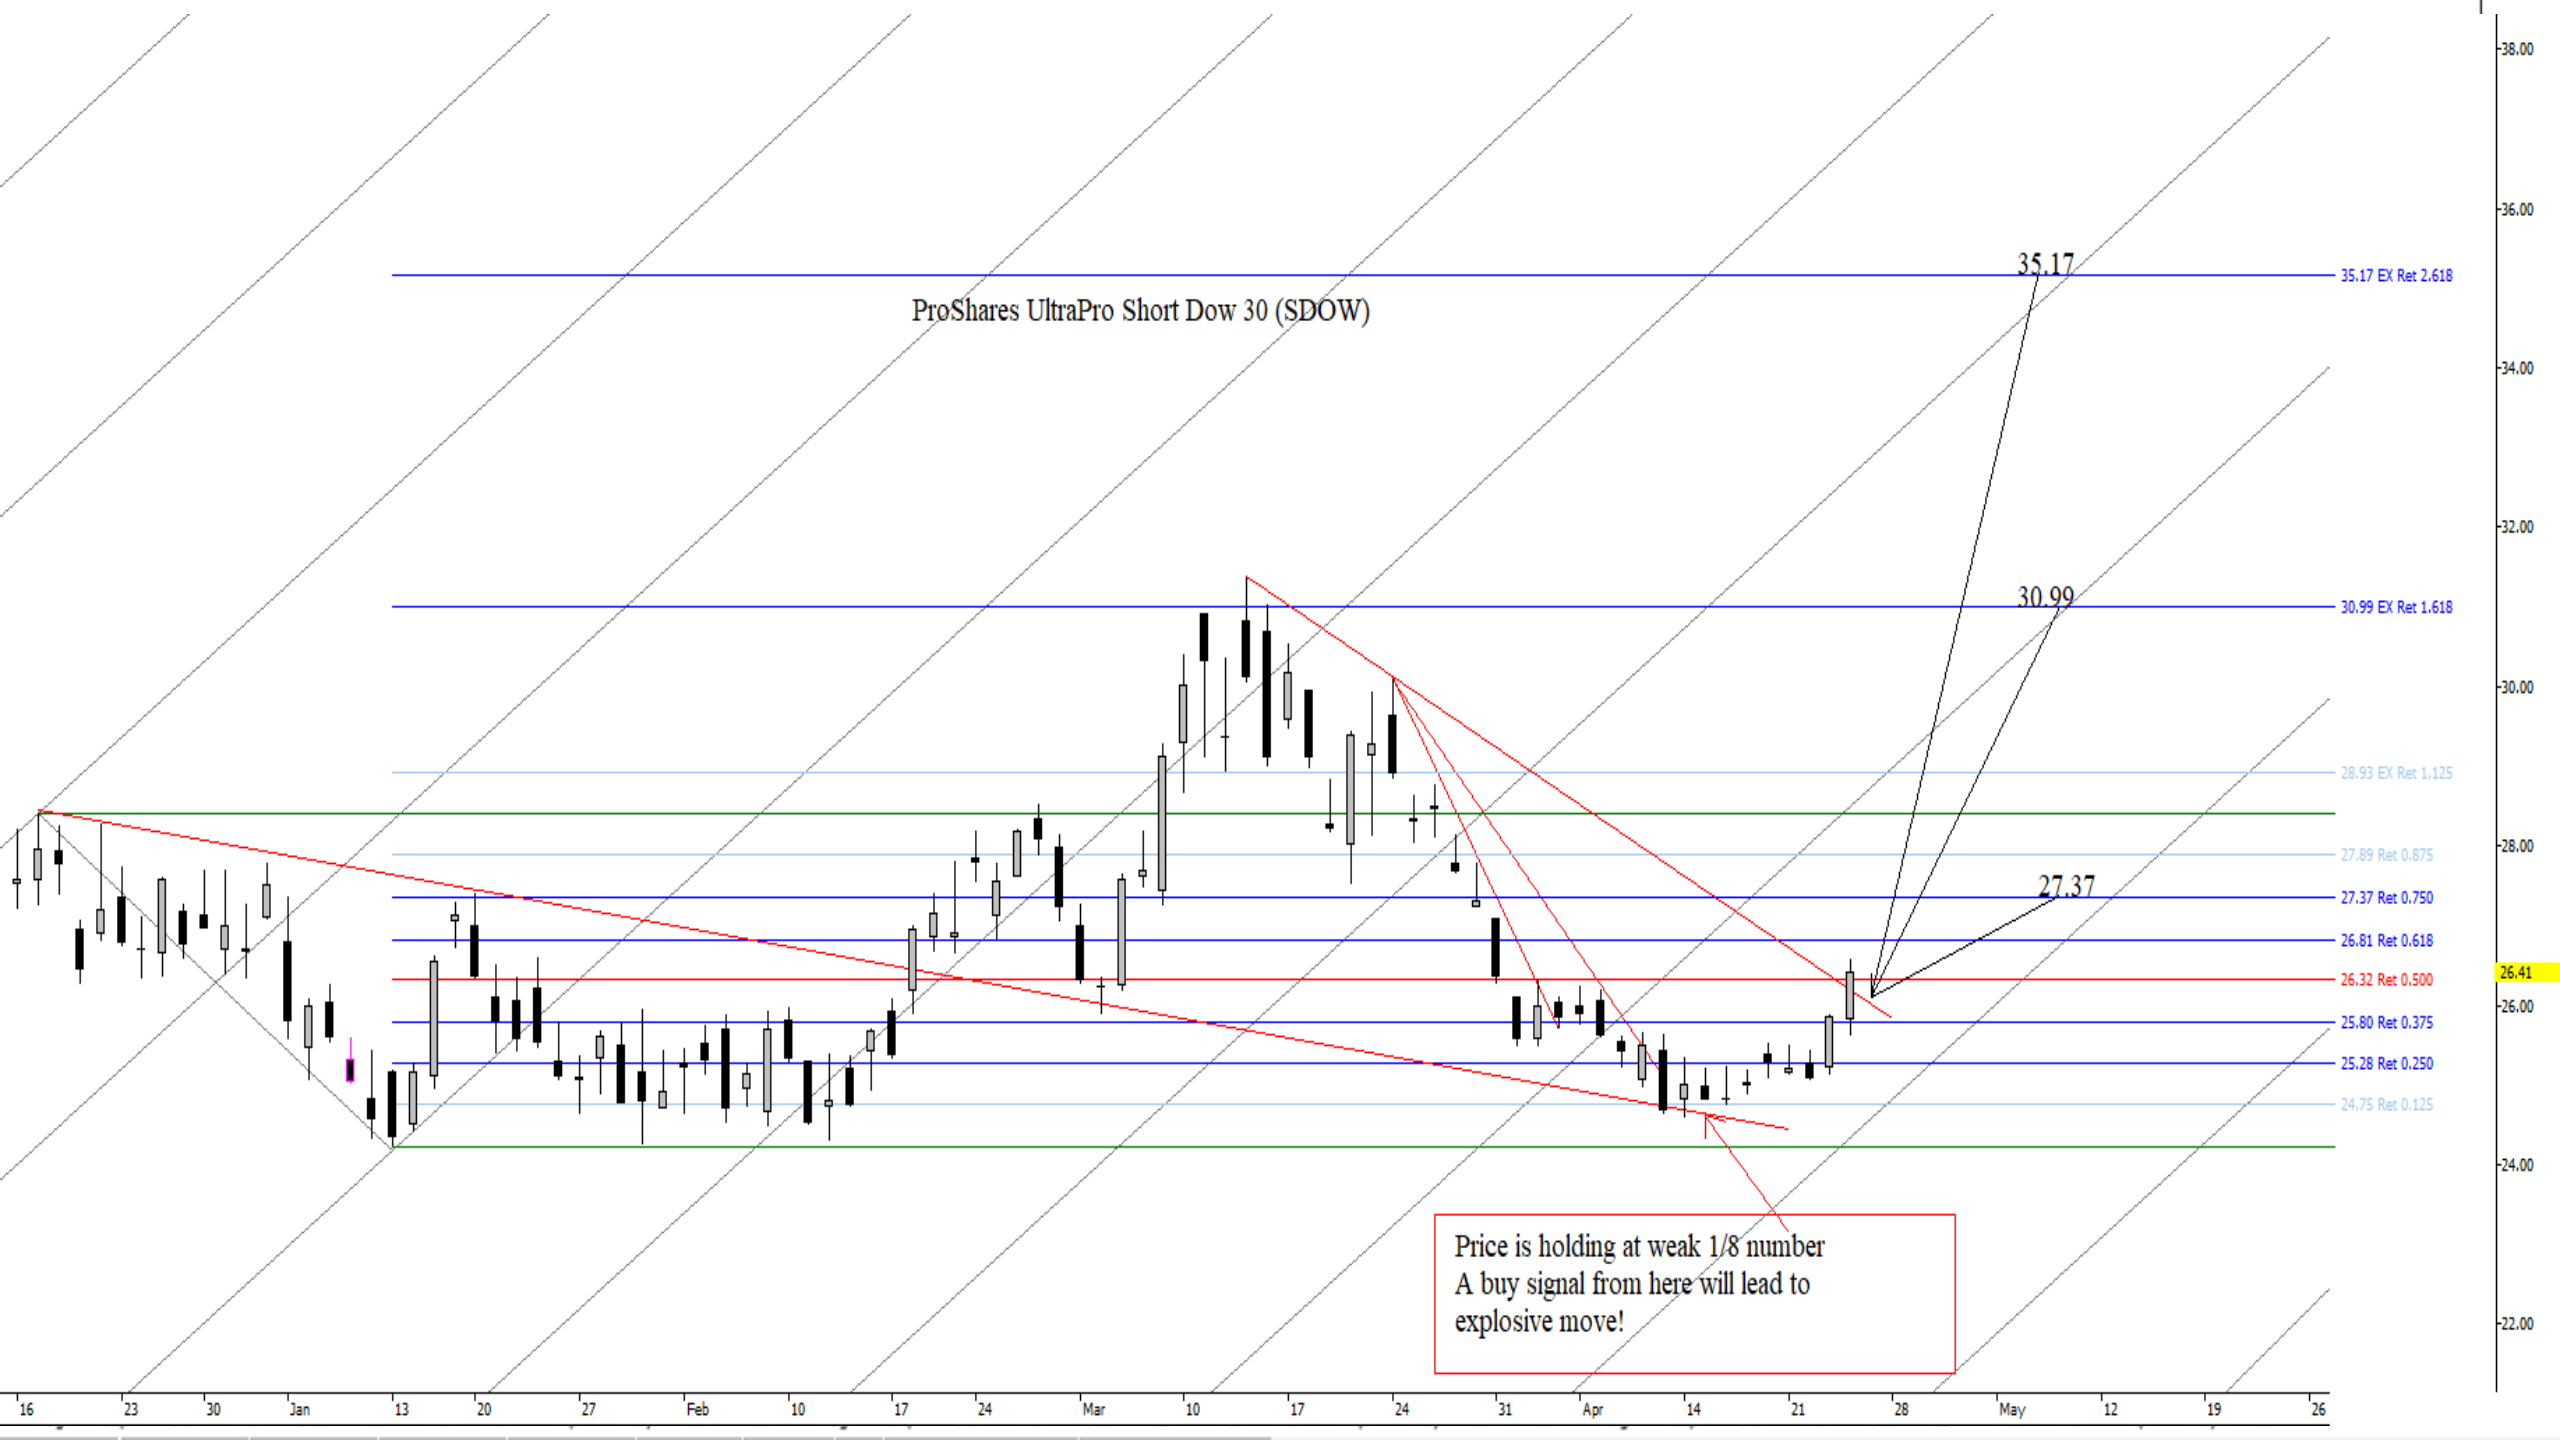 38.00
36.00
35.17
35.17 EX Ret 2.618
ProShares UltraPro Short Dow 30 (SDOW)
34.00
32.00
30.99
30.99 EX Ret 1.618
30.00
28.93 EX Ret 1.125
28.00
27.89 Ret 0.875
27.37
27.37 Ret 0.750
26.81 Ret 0.618
26.41
26.32 Ret 0.500
26.00
25.80 Ret 0.375
25.28 Ret 0.250
24.75 Ret 0.125
24.00
Price is holding at weak 1/8 number
A buy signal from here will lead to
explosive move!
22.00
16 23 30 Jan 13 20 27 Feb 10 17 24 Mar 10 17 24 31 Apr 14 21 28 May 12 19 26